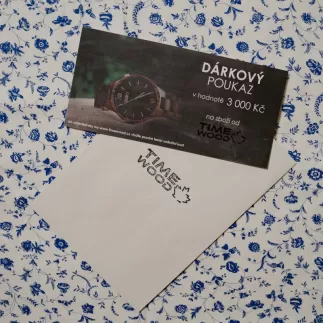 DÁRKOVÝ
POUKAZ
v hodnotě 3 000 Kč
na zboží od
TIME
WOOD
TIME
WOOD